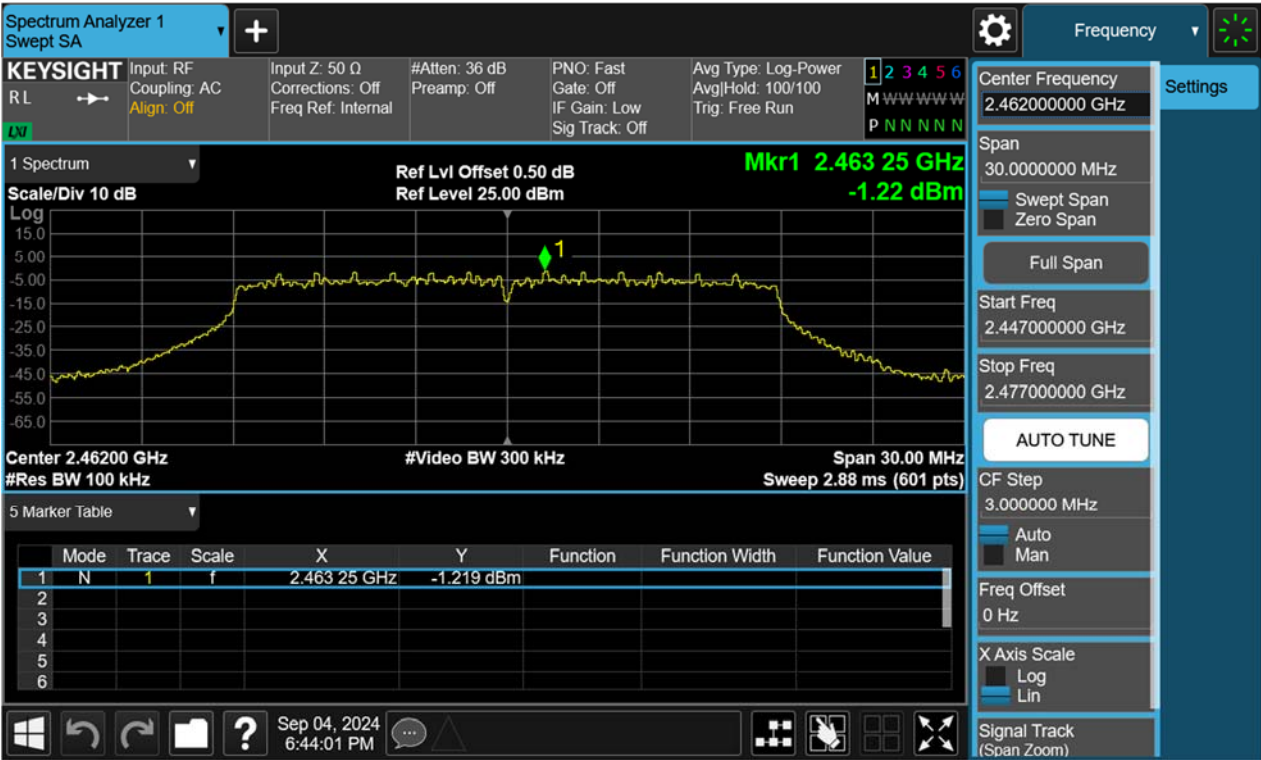 Spectrum Analyzer 1
Swept SA
+
Frequency
KEYSIGHT
RL
LXI
Input: RF
Coupling: AC
Align: Off
Input Z: 50 Ω
Corrections: Off
Freq Ref: Internal
#Atten: 36 dB
Preamp: Off
PNO: Fast
Gate: Off
IF Gain: Low
Sig Track: Off
Avg Type: Log-Power
Avg|Hold: 100/100
Trig: Free Run
1 2 3 4 5 6
M W W W W W
P N N N N N
1 Spectrum
Scale/Div 10 dB
Ref Lvl Offset 0.50 dB
Ref Level 25.00 dBm
Mkr1 2.463 25 GHz
-1.22 dBm
Log
15.0
5.00
-5.00
-15.0
-25.0
-35.0
-45.0
-55.0
-65.0
1
Center 2.46200 GHz
#Video BW 300 kHz
Span 30.00 MHz
#Res BW 100 kHz
Sweep 2.88 ms (601 pts)
5 Marker Table
Mode Trace Scale X Y Function Function Width Function Value
1 N 1 f 2.463 25 GHz -1.219 dBm
2
3
4
5
6
?
Sep 04, 2024
6:44:01 PM
Center Frequency
2.462000000 GHz
Settings
Span
30.0000000 MHz
Swept Span
Zero Span
Full Span
Start Freq
2.447000000 GHz
Stop Freq
2.477000000 GHz
AUTO TUNE
CF Step
3.000000 MHz
Auto
Man
Freq Offset
0 Hz
X Axis Scale
Log
Lin
Signal Track
(Span Zoom)